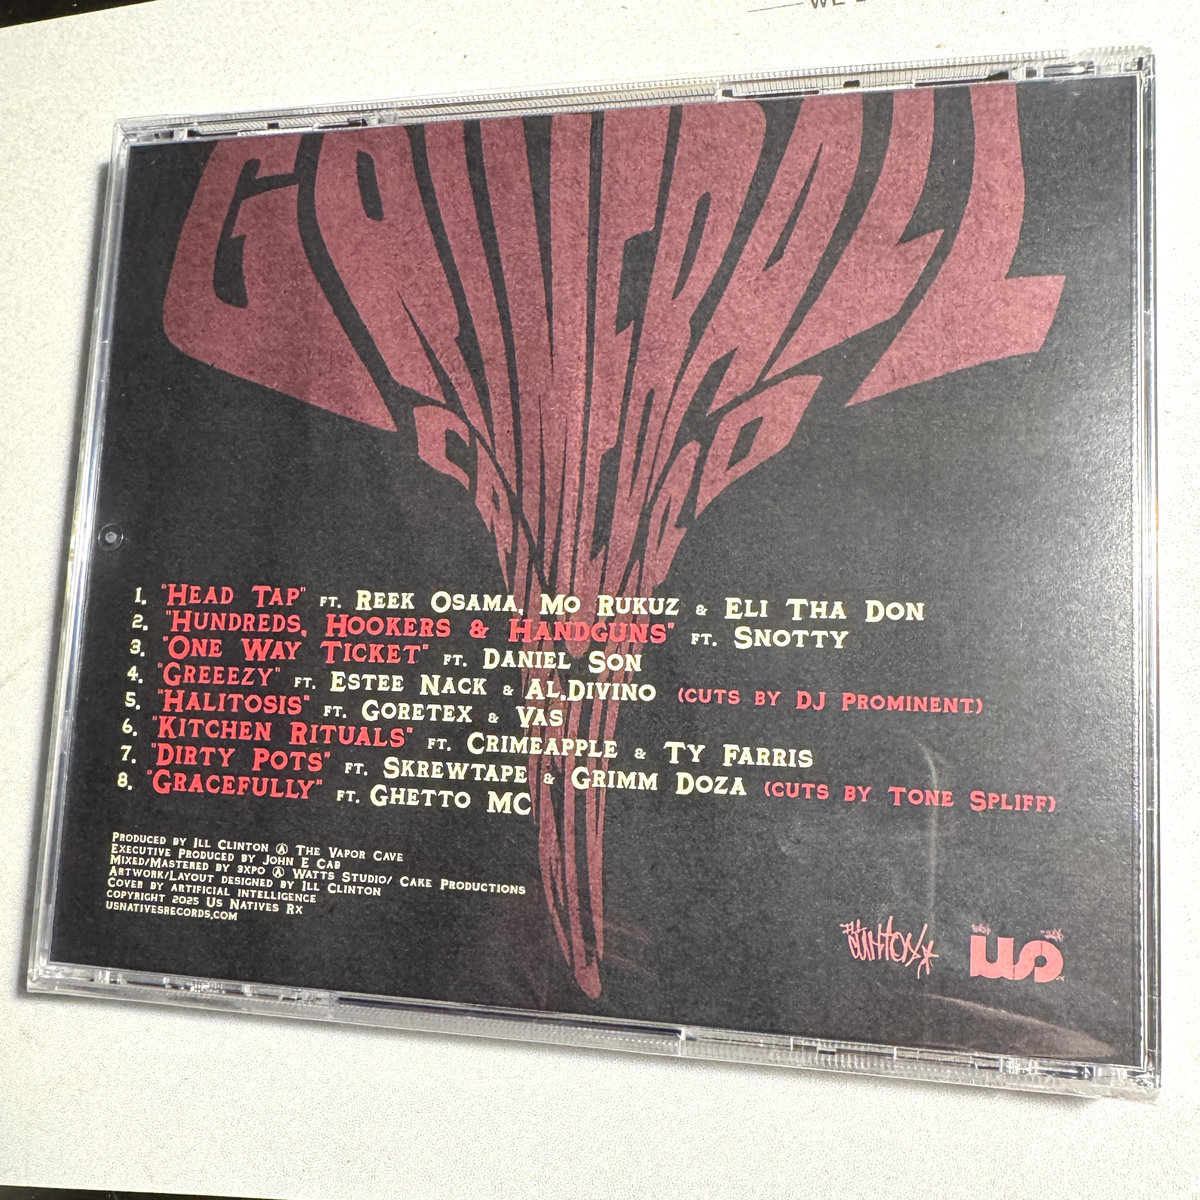 WE
GRIMEBALL
1. "HEAD TAP" FT. REEK OSAMA, MO RUKUZ & ELI THA DON
2. "HUNDREDS, HOOKERS & HANDGUNS" FT. SNOTTY
3. "ONE WAY TICKET" FT. DANIEL SON
4. "GREEEZY" FT. ESTEE NACK & AL.DIVINO (CUTS BY DJ PROMINENT)
5. "HALITOSIS" FT. GORETEX & VAS
6. "KITCHEN RITUALS" FT. CRIMEAPPLE & TY FARRIS
7. "DIRTY POTS" FT. SKREWTAPE & GRIMM DOZA (CUTS BY TONE SPLIFF)
8. "GRACEFULLY" FT. GHETTO MC
PRODUCED BY ILL CLINTON Ⓐ THE VAPOR CAVE
EXECUTIVE PRODUCED BY JOHN E CAB
MIXED/MASTERED BY 3XPO Ⓐ WATTS STUDIO/ CAKE PRODUCTIONS
ARTWORK/LAYOUT DESIGNED BY ILL CLINTON
COVER BY ARTIFICIAL INTELLIGENCE
COPYRIGHT 2025 US NATIVES RX
USNATIVESRECORDS.COM